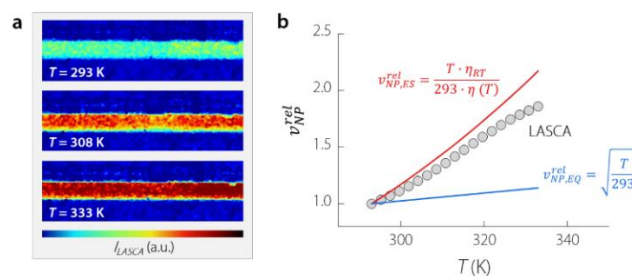 a
T = 293 K
T = 308 K
T = 333 K
I_LASCA (a.u.)
b
2.5
2.0
1.5
1.0
v_NP^rel
v_NP,ES^rel = T · η_RT / 293 · η (T)
LASCA
v_NP,EQ^rel = √(T / 293)
300
320
340
T (K)